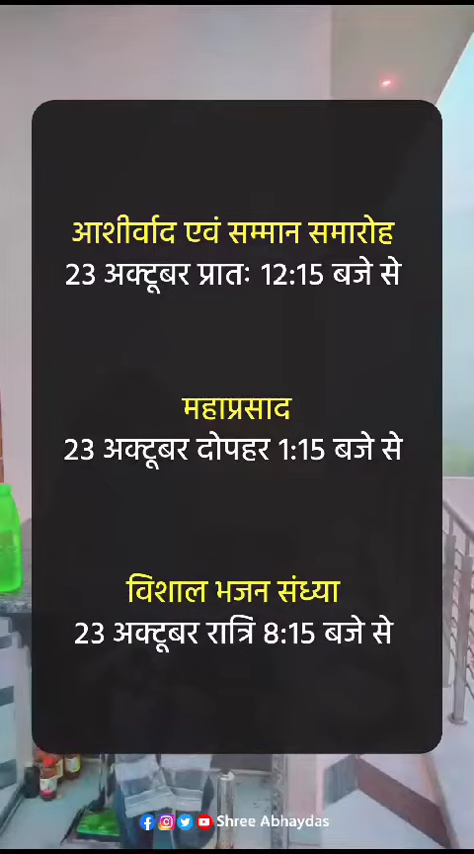 आशीर्वाद एवं सम्मान समारोह
23 अक्टूबर प्रातः 12:15 बजे से
महाप्रसाद
23 अक्टूबर दोपहर 1:15 बजे से
विशाल भजन संध्या
23 अक्टूबर रात्रि 8:15 बजे से
Shree Abhaydas